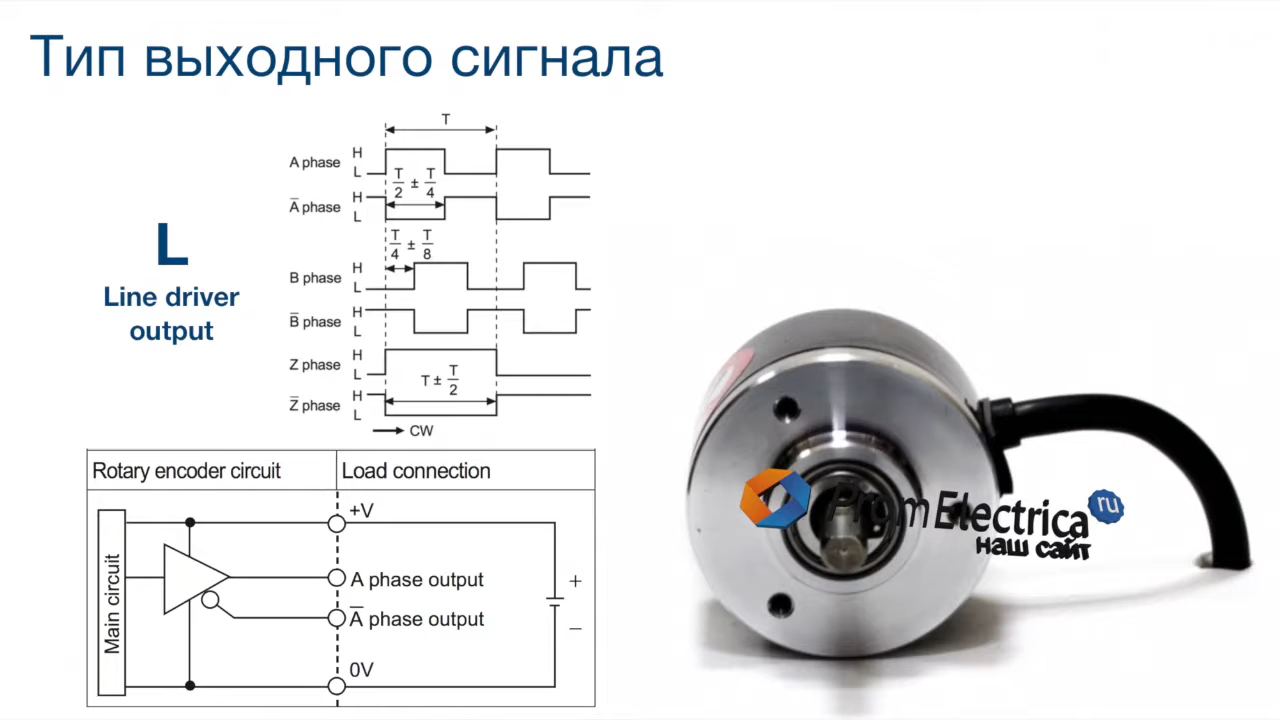 Тип выходного сигнала
L
Line driver
output
T
A phase H
L
T/2 ± T/4
A̅ phase H
L
T/4 ± T/8
B phase H
L
B̅ phase H
L
Z phase H
L
T ± T/2
Z̅ phase H
L
CW
Rotary encoder circuit Load connection
Main circuit
+V
A phase output
A̅ phase output
0V
+
−
PromElectrica ru
наш сайт